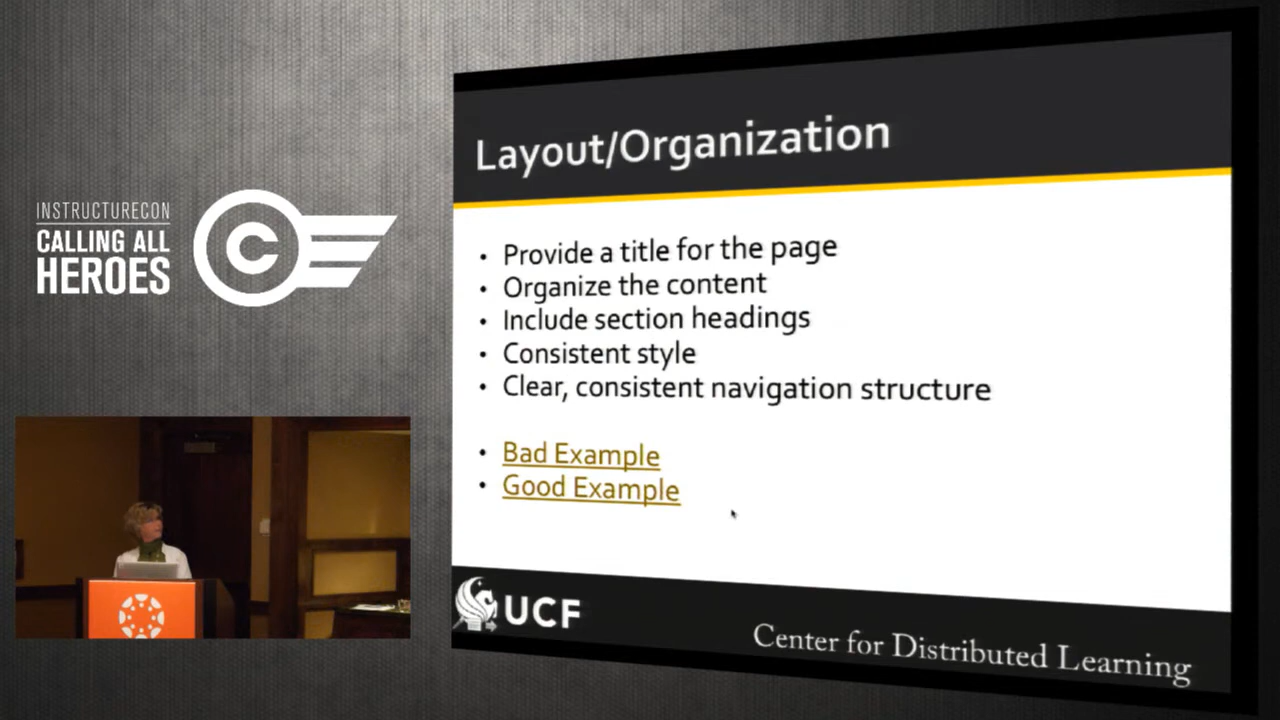 INSTRUCTURECON
CALLING ALL
HEROES
C
Layout/Organization
• Provide a title for the page
• Organize the content
• Include section headings
• Consistent style
• Clear, consistent navigation structure
• Bad Example
• Good Example
UCF
Center for Distributed Learning